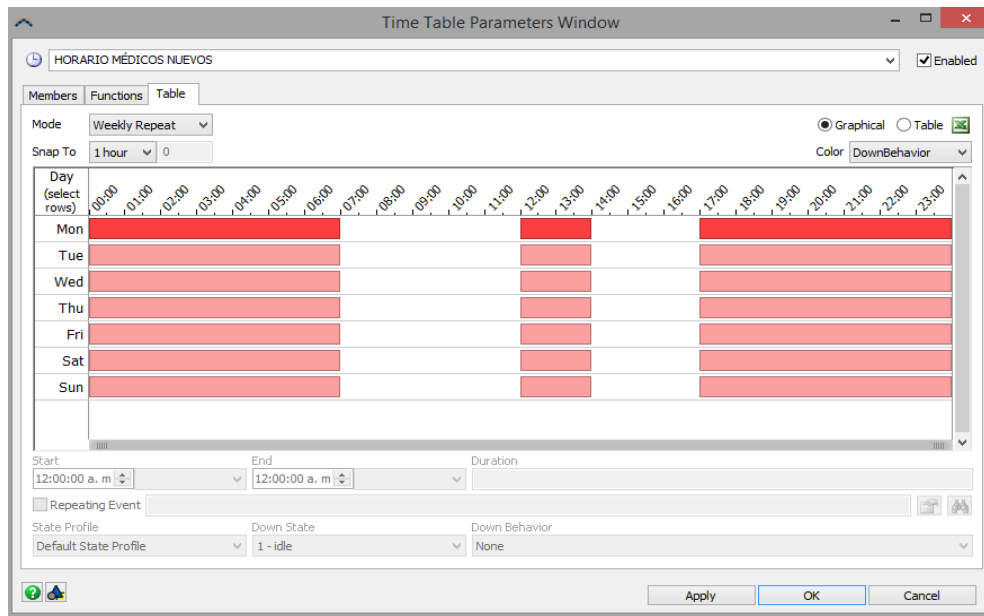 Time Table Parameters Window
HORARIO MÉDICOS NUEVOS
Enabled
Members Functions Table
Mode Weekly Repeat Graphical Table
Snap To 1 hour 0 Color DownBehavior
Day
(select
rows)
00:00 01:00 02:00 03:00 04:00 05:00 06:00 07:00 08:00 09:00 10:00 11:00 12:00 13:00 14:00 15:00 16:00 17:00 18:00 19:00 20:00 21:00 22:00 23:00
Mon
Tue
Wed
Thu
Fri
Sat
Sun
Start End Duration
12:00:00 a. m 12:00:00 a. m
Repeating Event
State Profile Down State Down Behavior
Default State Profile 1 - idle None
Apply OK Cancel